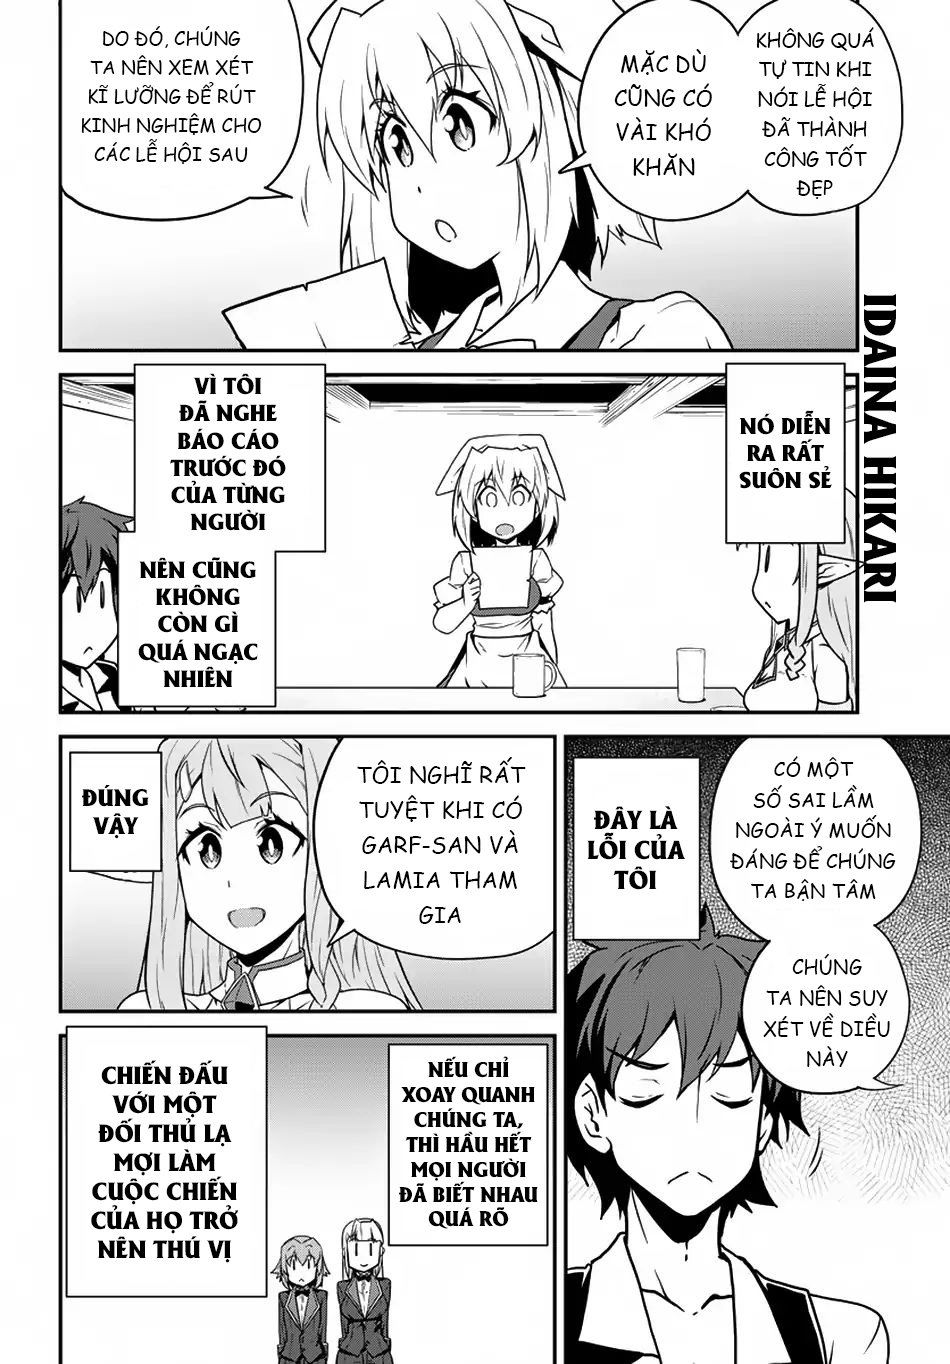 KHÔNG QUÁ
TỰ TIN KHI
NÓI LỄ HỘI
ĐÃ THÀNH
CÔNG TỐT
ĐẸP
MẶC DÙ
CŨNG CÓ
VÀI KHÓ
KHĂN
DO ĐÓ, CHÚNG
TA NÊN XEM XÉT
KĨ LƯỠNG ĐỂ RÚT
KINH NGHIỆM CHO
CÁC LỄ HỘI SAU
IDAINA HIKARI
NÓ DIỄN
RA RẤT
SUÔN SẺ
VÌ TÔI
ĐÃ NGHE
BÁO CÁO
TRƯỚC ĐÓ
CỦA TỪNG
NGƯỜI
NÊN CŨNG
KHÔNG
CÒN GÌ
QUÁ NGẠC
NHIÊN
CÓ MỘT
SỐ SAI LẦM
NGOÀI Ý MUỐN
ĐÁNG ĐỂ CHÚNG
TA BẬN TÂM
ĐÂY LÀ
LỖI CỦA
TÔI
CHÚNG
TA NÊN SUY
XÉT VỀ DIỀU
NÀY
TÔI NGHĨ RẤT
TUYỆT KHI CÓ
GARF-SAN VÀ
LAMIA THAM
GIA
ĐÚNG
VẬY
NẾU CHỈ
XOAY QUANH
CHÚNG TA,
THÌ HẦU HẾT
MỌI NGƯỜI
ĐÃ BIẾT NHAU
QUÁ RÕ
CHIẾN ĐẤU
VỚI MỘT
ĐỐI THỦ LẠ
MỢI LÀM
CUỘC CHIẾN
CỦA HỌ TRỞ
NÊN THÚ VỊ